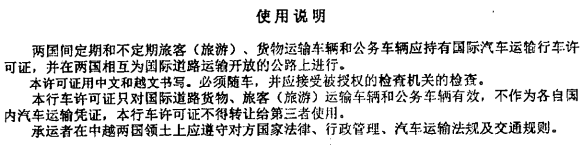 使用说明
两国间定期和不定期旅客（旅游）、货物运输车辆和公务车辆应持有国际汽车运输行车许
可证，并在两国相互为国际道路运输开放的公路上进行。
本许可证用中文和越文书写。必须随车，并应接受被授权的检查机关的检查。
本行车许可证只对国际道路货物、旅客（旅游）运输车辆和公务车辆有效，不作为各自国
内汽车运输凭证，本行车许可证不得转让给第三者使用。
承运者在中越两国领土上应遵守对方国家法律、行政管理、汽车运输法规及交通规则。